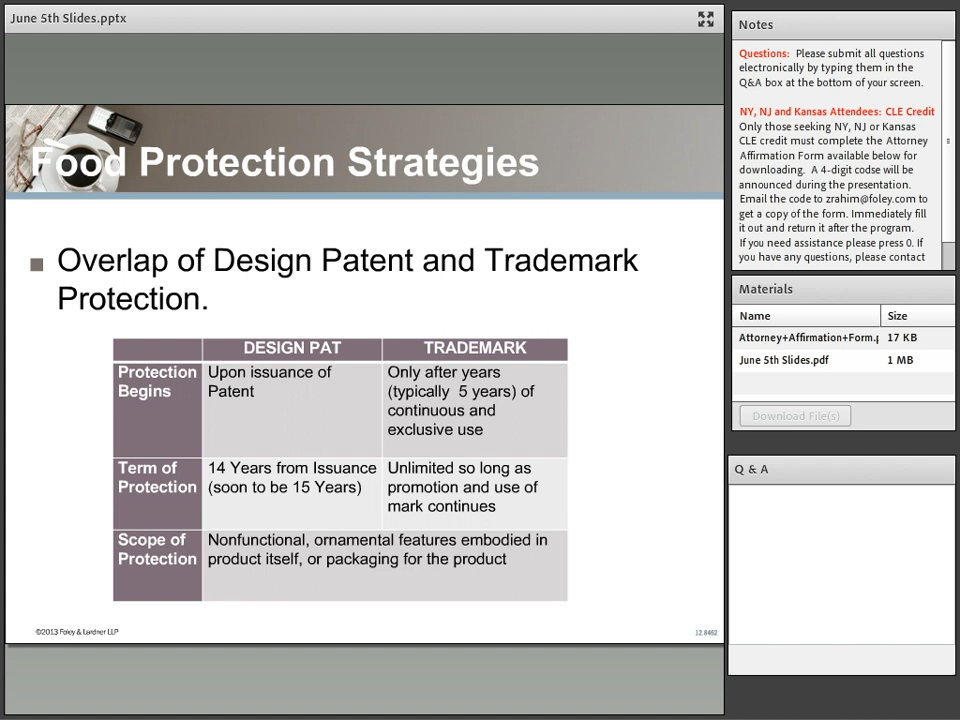 June 5th Slides.pptx
Food Protection Strategies
Overlap of Design Patent and Trademark
Protection.
DESIGN PAT TRADEMARK
Protection Begins
Upon issuance of
Patent
Only after years
(typically 5 years) of
continuous and
exclusive use
Term of
Protection
14 Years from Issuance
(soon to be 15 Years)
Unlimited so long as
promotion and use of
mark continues
Scope of
Protection
Nonfunctional, ornamental features embodied in
product itself, or packaging for the product
©2013 Foley & Lardner LLP
12.8462
Notes
Questions: Please submit all questions
electronically by typing them in the
Q&A box at the bottom of your screen.
NY, NJ and Kansas Attendees: CLE Credit
Only those seeking NY, NJ or Kansas
CLE credit must complete the Attorney
Affirmation Form available below for
downloading. A 4-digit codse will be
announced during the presentation.
Email the code to zrahim@foley.com to
get a copy of the form. Immediately fill
it out and return it after the program.
If you need assistance please press 0. If
you have any questions, please contact
Materials
Name Size
Attorney+Affirmation+Form.p 17 KB
June 5th Slides.pdf 1 MB
Download File(s)
Q & A